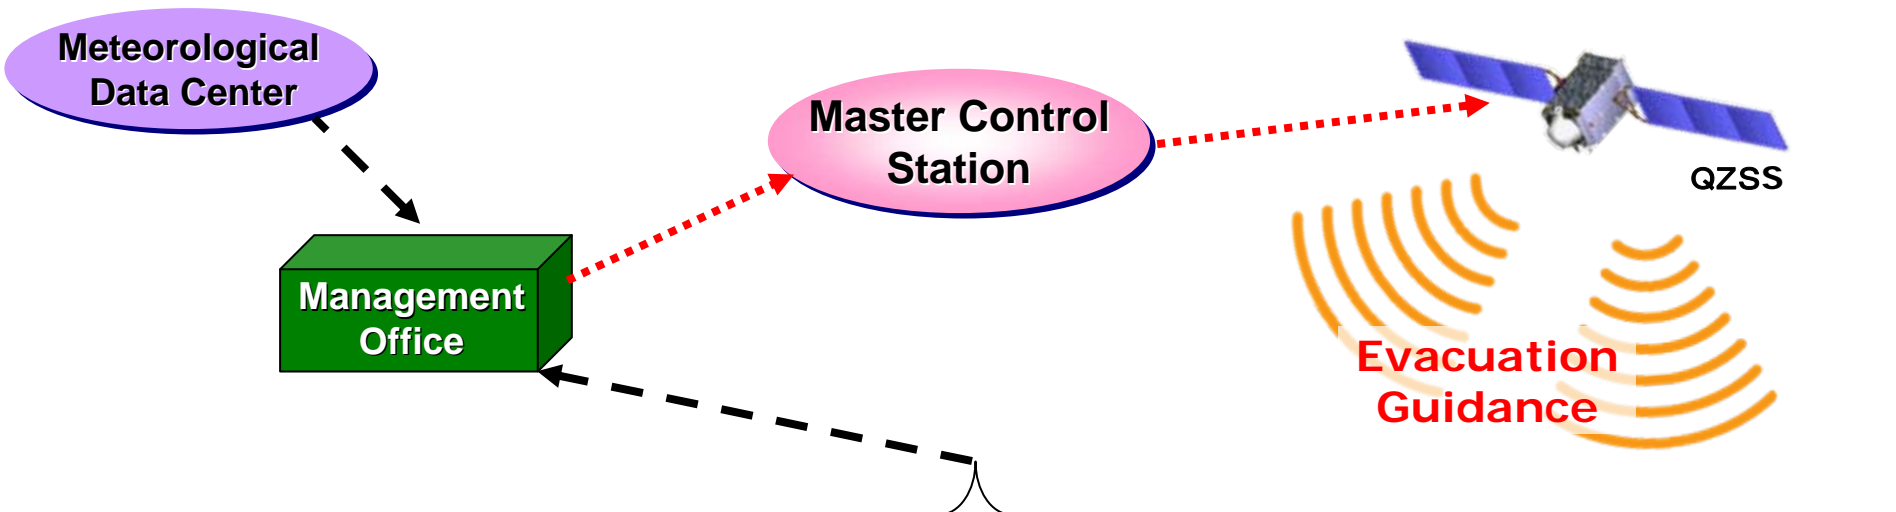 Meteorological
Data Center
Master Control
Station
QZSS
Management
Office
Evacuation
Guidance